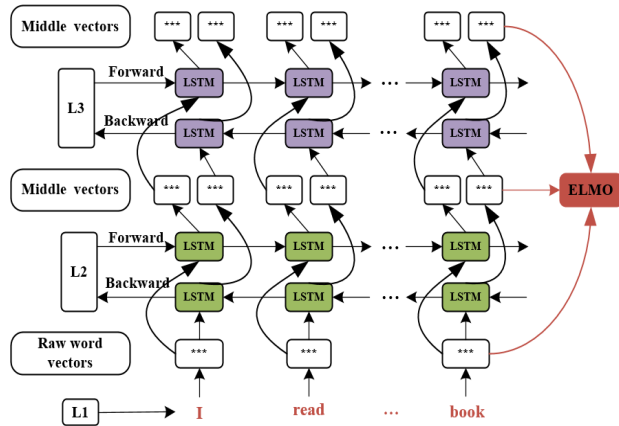 Middle vectors
*** *** *** *** *** ***
Forward
LSTM LSTM ... LSTM
L3
Backward
LSTM LSTM ... LSTM
Middle vectors
*** *** *** *** *** ***
ELMO
Forward
LSTM LSTM ... LSTM
L2
Backward
LSTM LSTM ... LSTM
Raw word
vectors
*** *** ***
L1
I read ... book